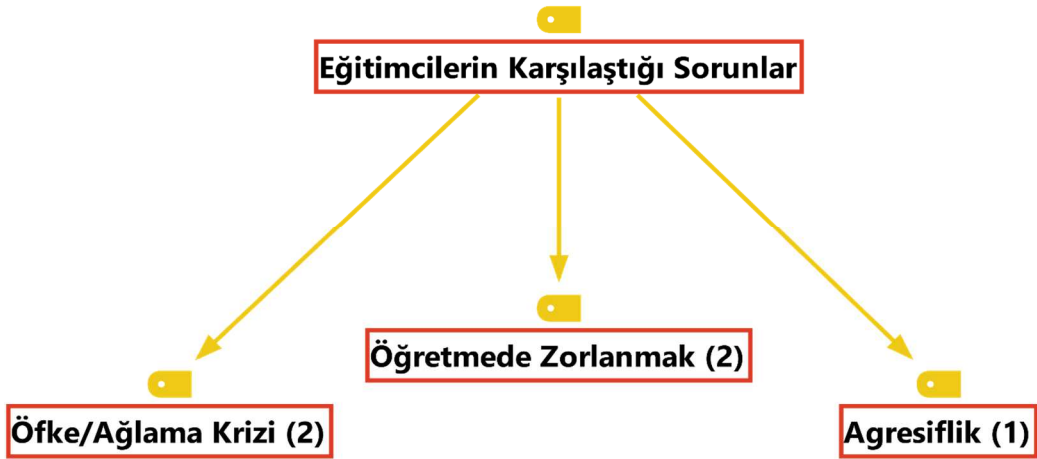 Eğitimcilerin Karşılaştığı Sorunlar
Öğretmede Zorlanmak (2)
Öfke/Ağlama Krizi (2)
Agresiflik (1)